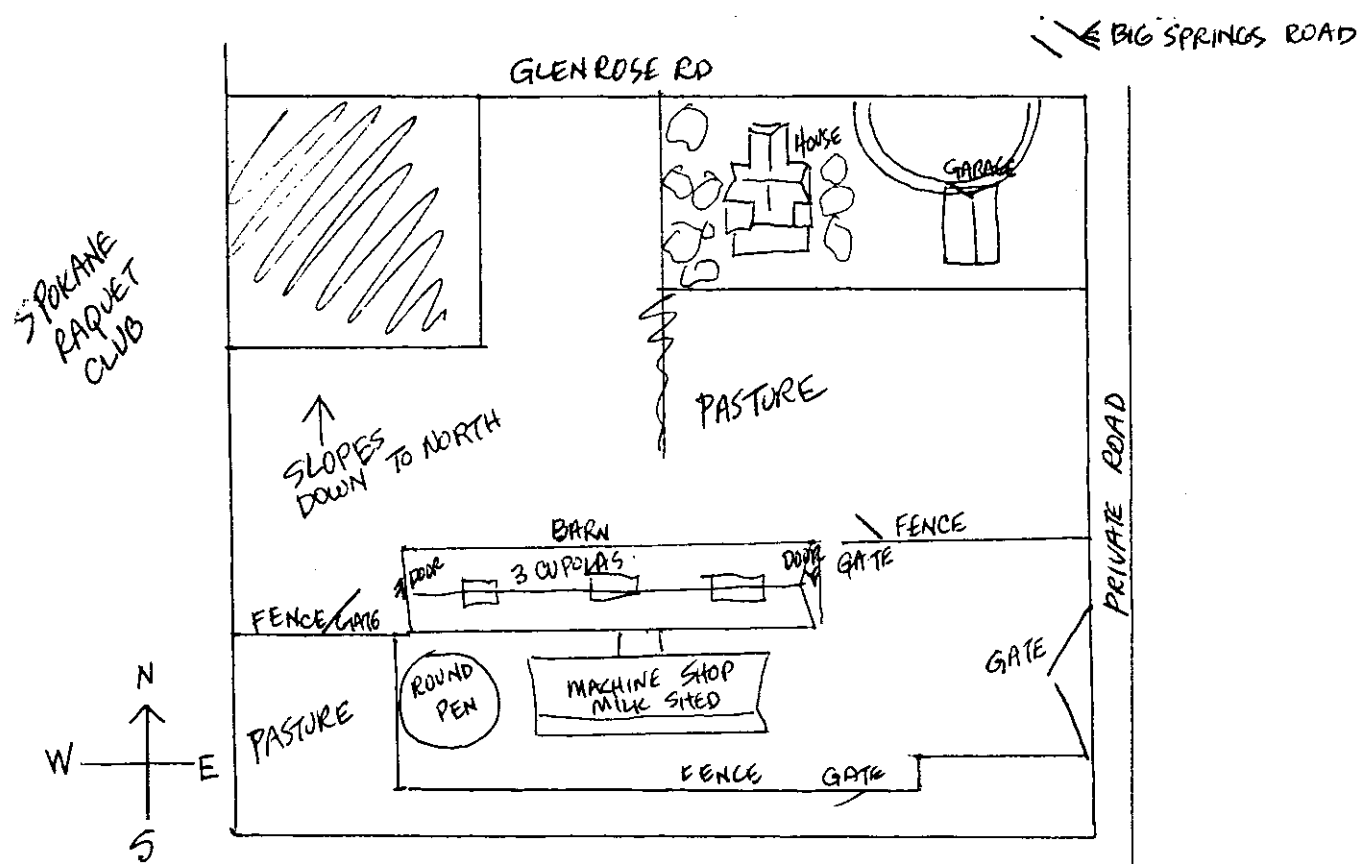 BIG SPRINGS ROAD
GLENROSE RD
HOUSE
GARAGE
SPOKANE
RAQUET
CLUB
PASTURE
SLOPES
DOWN TO NORTH
PRIVATE ROAD
BARN
FENCE
GATE
DOOR
3 CUPOLAS
DOOR
FENCE/GATE
GATE
ROUND
PEN
MACHINE SHOP
MILK SHED
PASTURE
N
W
E
S
FENCE
GATE